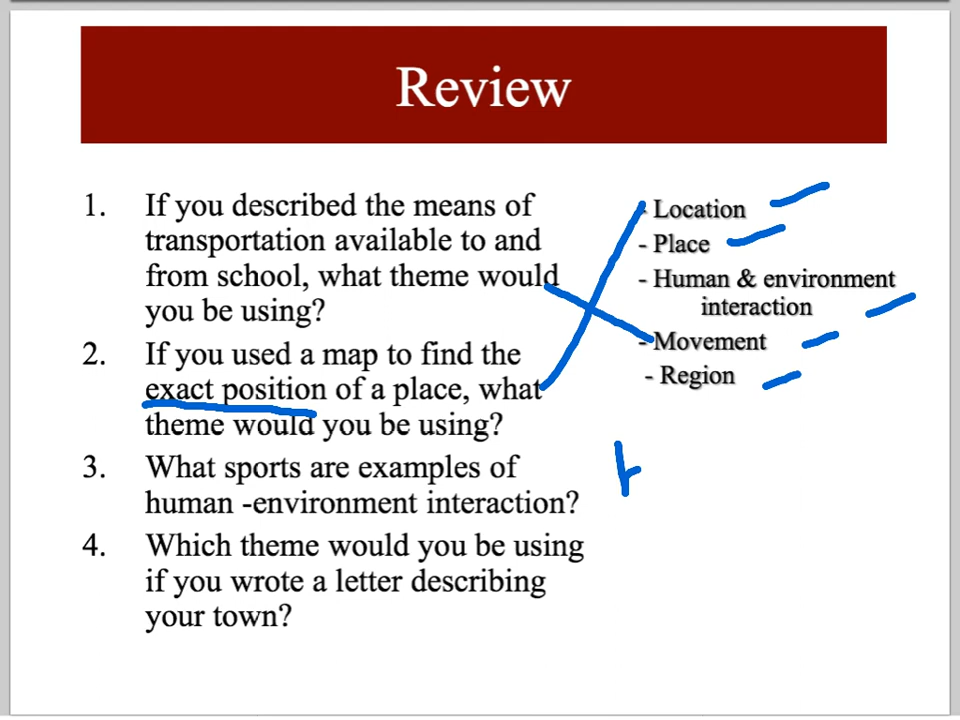 Review
1. If you described the means of
transportation available to and
from school, what theme would
you be using?
2. If you used a map to find the
exact position of a place, what
theme would you be using?
3. What sports are examples of
human -environment interaction?
4. Which theme would you be using
if you wrote a letter describing
your town?
- Location
- Place
- Human & environment
interaction
- Movement
- Region